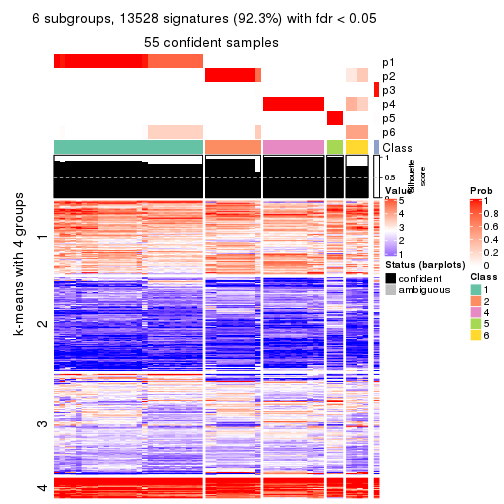 6 subgroups, 13528 signatures (92.3%) with fdr < 0.05
55 confident samples
p1
p2
p3
p4
p5
p6
Class
1
0.5
0
Silhouette
score
k-means with 4 groups
1
2
3
4
Value
5
4
3
2
1
Status (barplots)
confident
ambiguous
Prob
1
0.8
0.6
0.4
0.2
0
Class
1
2
4
5
6